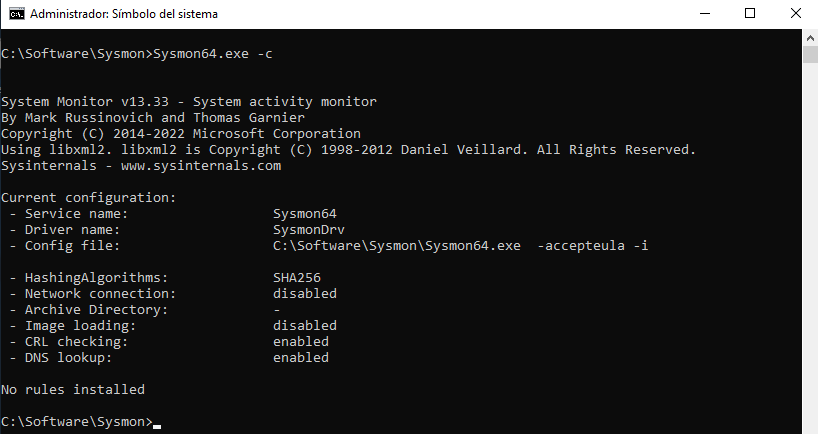 Administrador: Símbolo del sistema
C:\Software\Sysmon>Sysmon64.exe -c
System Monitor v13.33 - System activity monitor
By Mark Russinovich and Thomas Garnier
Copyright (C) 2014-2022 Microsoft Corporation
Using libxml2. libxml2 is Copyright (C) 1998-2012 Daniel Veillard. All Rights Reserved.
Sysinternals - www.sysinternals.com
Current configuration:
 - Service name:                  Sysmon64
 - Driver name:                   SysmonDrv
 - Config file:                   C:\Software\Sysmon\Sysmon64.exe  -accepteula -i
 - HashingAlgorithms:             SHA256
 - Network connection:            disabled
 - Archive Directory:             -
 - Image loading:                 disabled
 - CRL checking:                  enabled
 - DNS lookup:                    enabled
No rules installed
C:\Software\Sysmon>